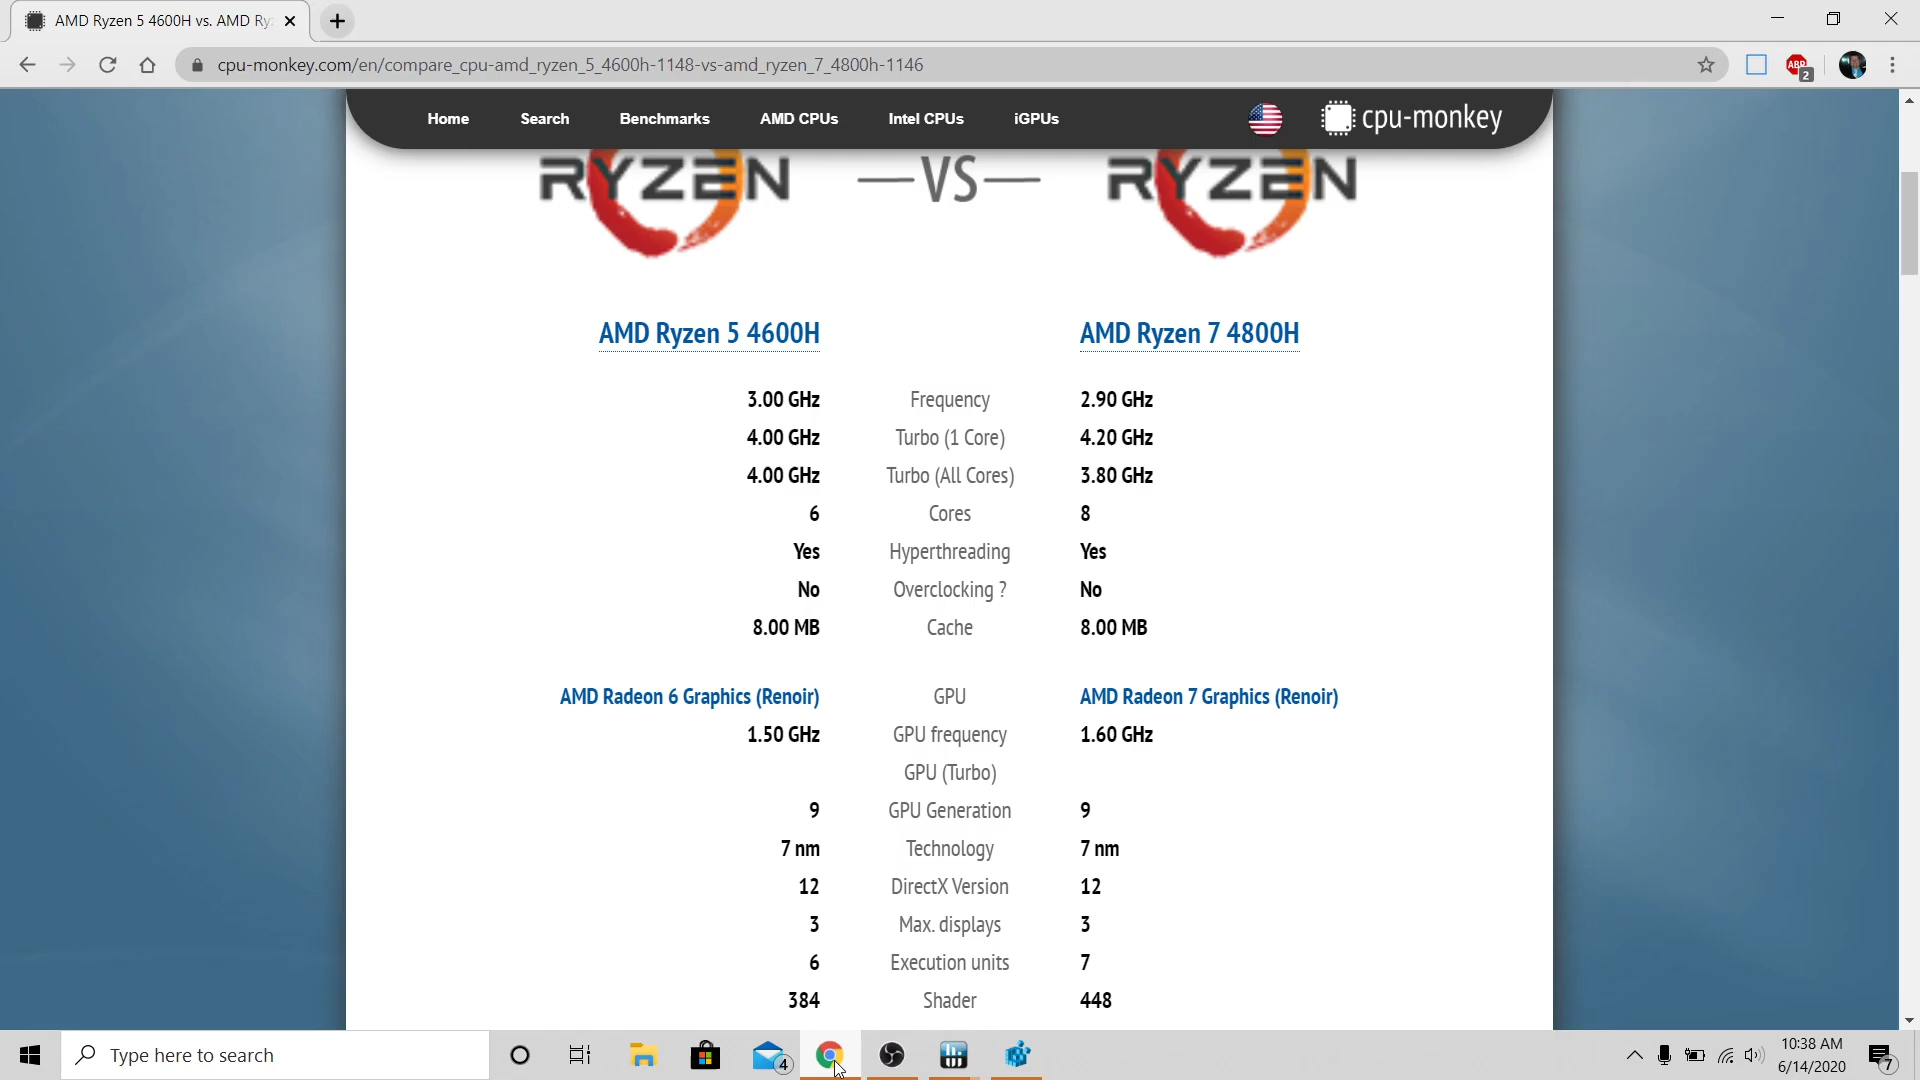 AMD Ryzen 5 4600H vs. AMD Ry
cpu-monkey.com/en/compare_cpu-amd_ryzen_5_4600h-1148-vs-amd_ryzen_7_4800h-1146
ABP
2
Home Search Benchmarks AMD CPUs Intel CPUs iGPUs cpu-monkey
RYZEN VS RYZEN
AMD Ryzen 5 4600H AMD Ryzen 7 4800H
3.00 GHz Frequency 2.90 GHz
4.00 GHz Turbo (1 Core) 4.20 GHz
4.00 GHz Turbo (All Cores) 3.80 GHz
6 Cores 8
Yes Hyperthreading Yes
No Overclocking ? No
8.00 MB Cache 8.00 MB
AMD Radeon 6 Graphics (Renoir) GPU AMD Radeon 7 Graphics (Renoir)
1.50 GHz GPU frequency 1.60 GHz
GPU (Turbo)
9 GPU Generation 9
7 nm Technology 7 nm
12 DirectX Version 12
3 Max. displays 3
6 Execution units 7
384 Shader 448
Type here to search
4
10:38 AM
6/14/2020
7